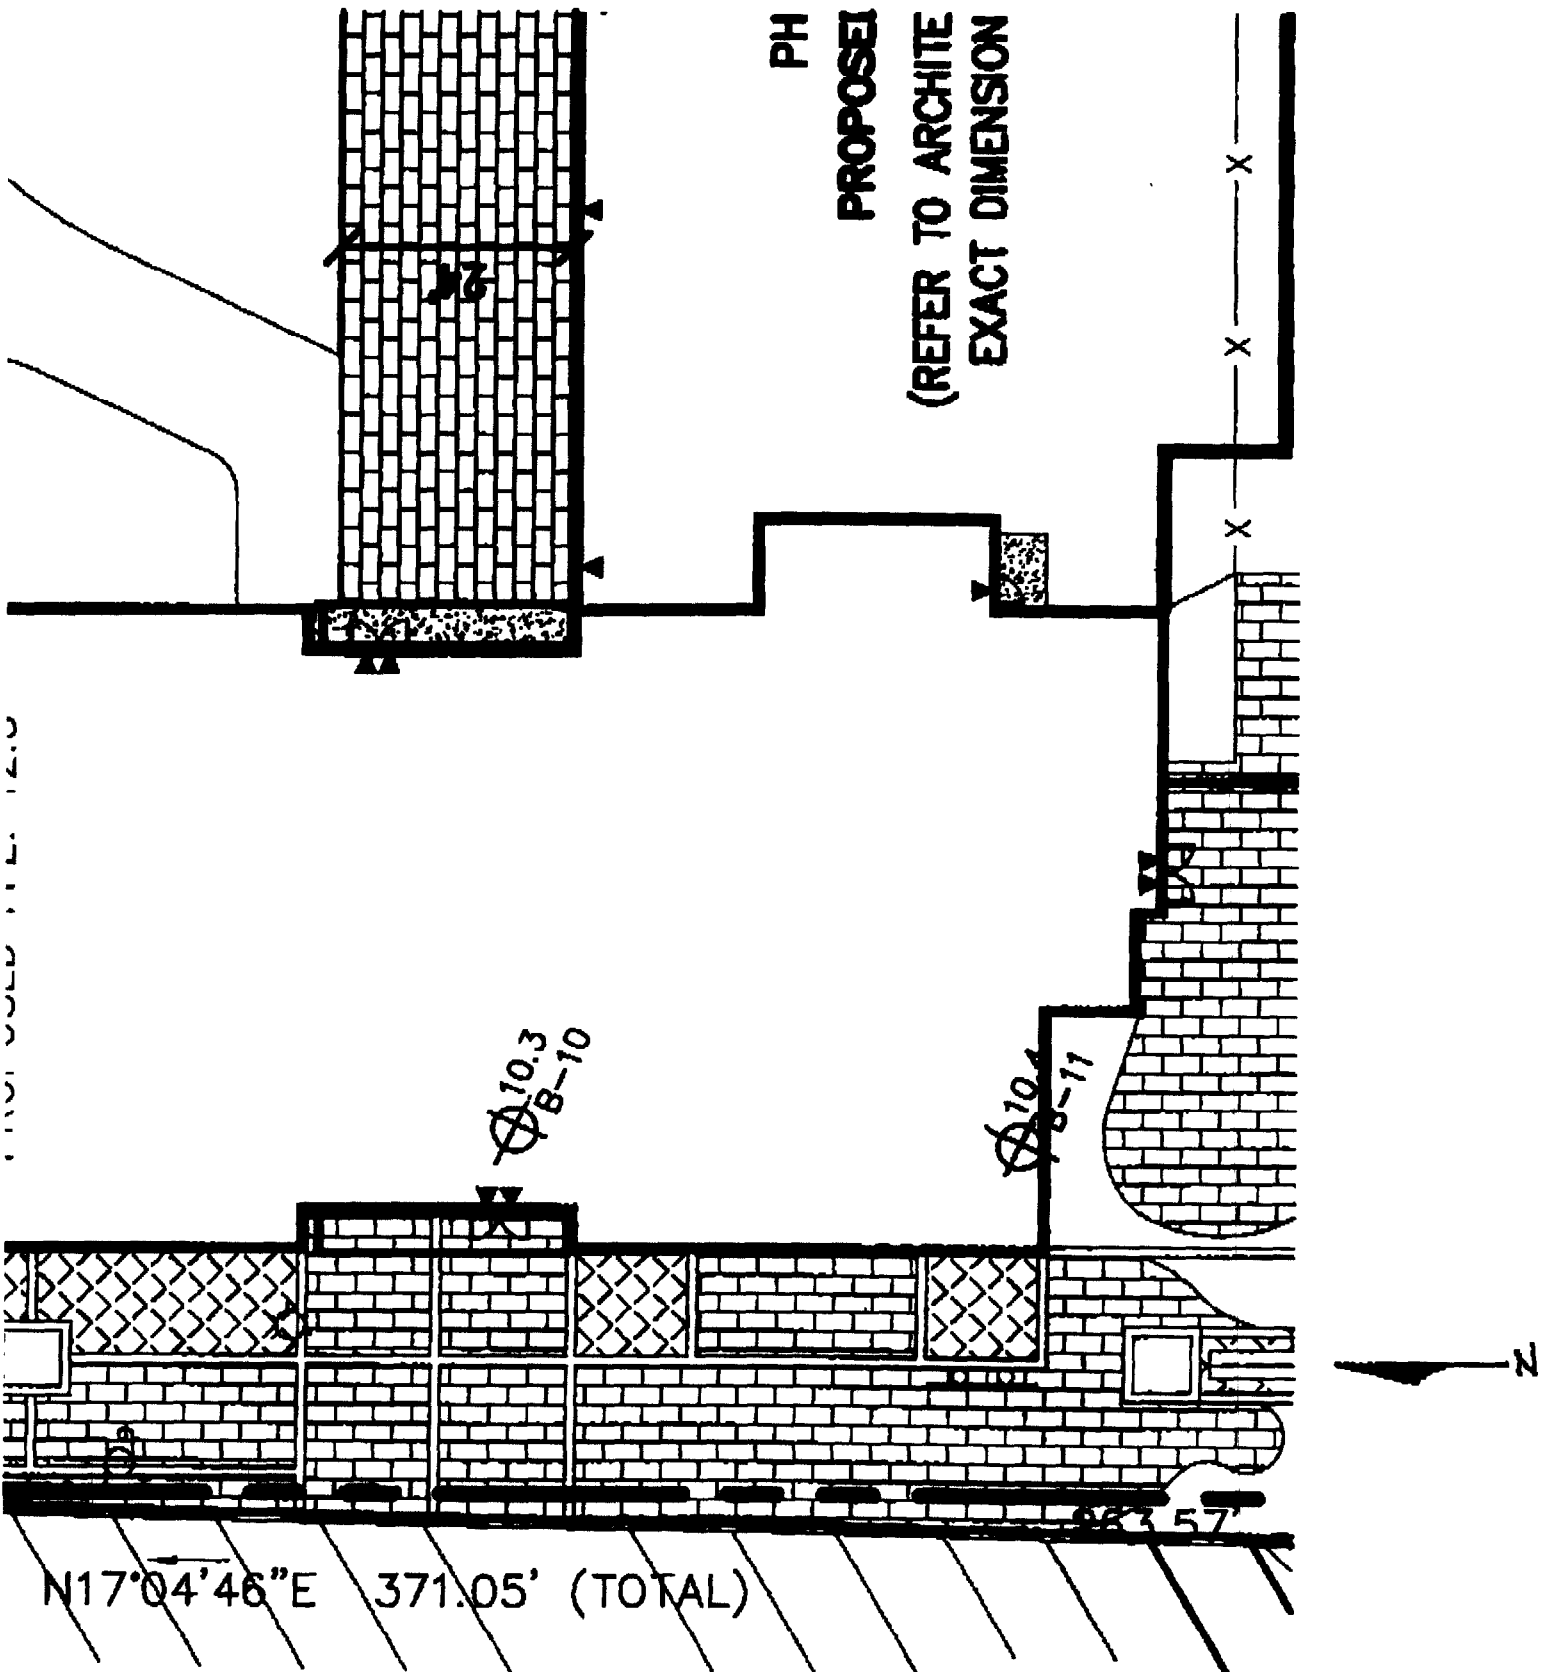 PH
PROPOSE
(REFER TO ARCHITE
EXACT DIMENSION
X
X
X
24'
10.3
B-10
10.4
B-11
N
N17°04'46"E 371.05' (TOTAL)